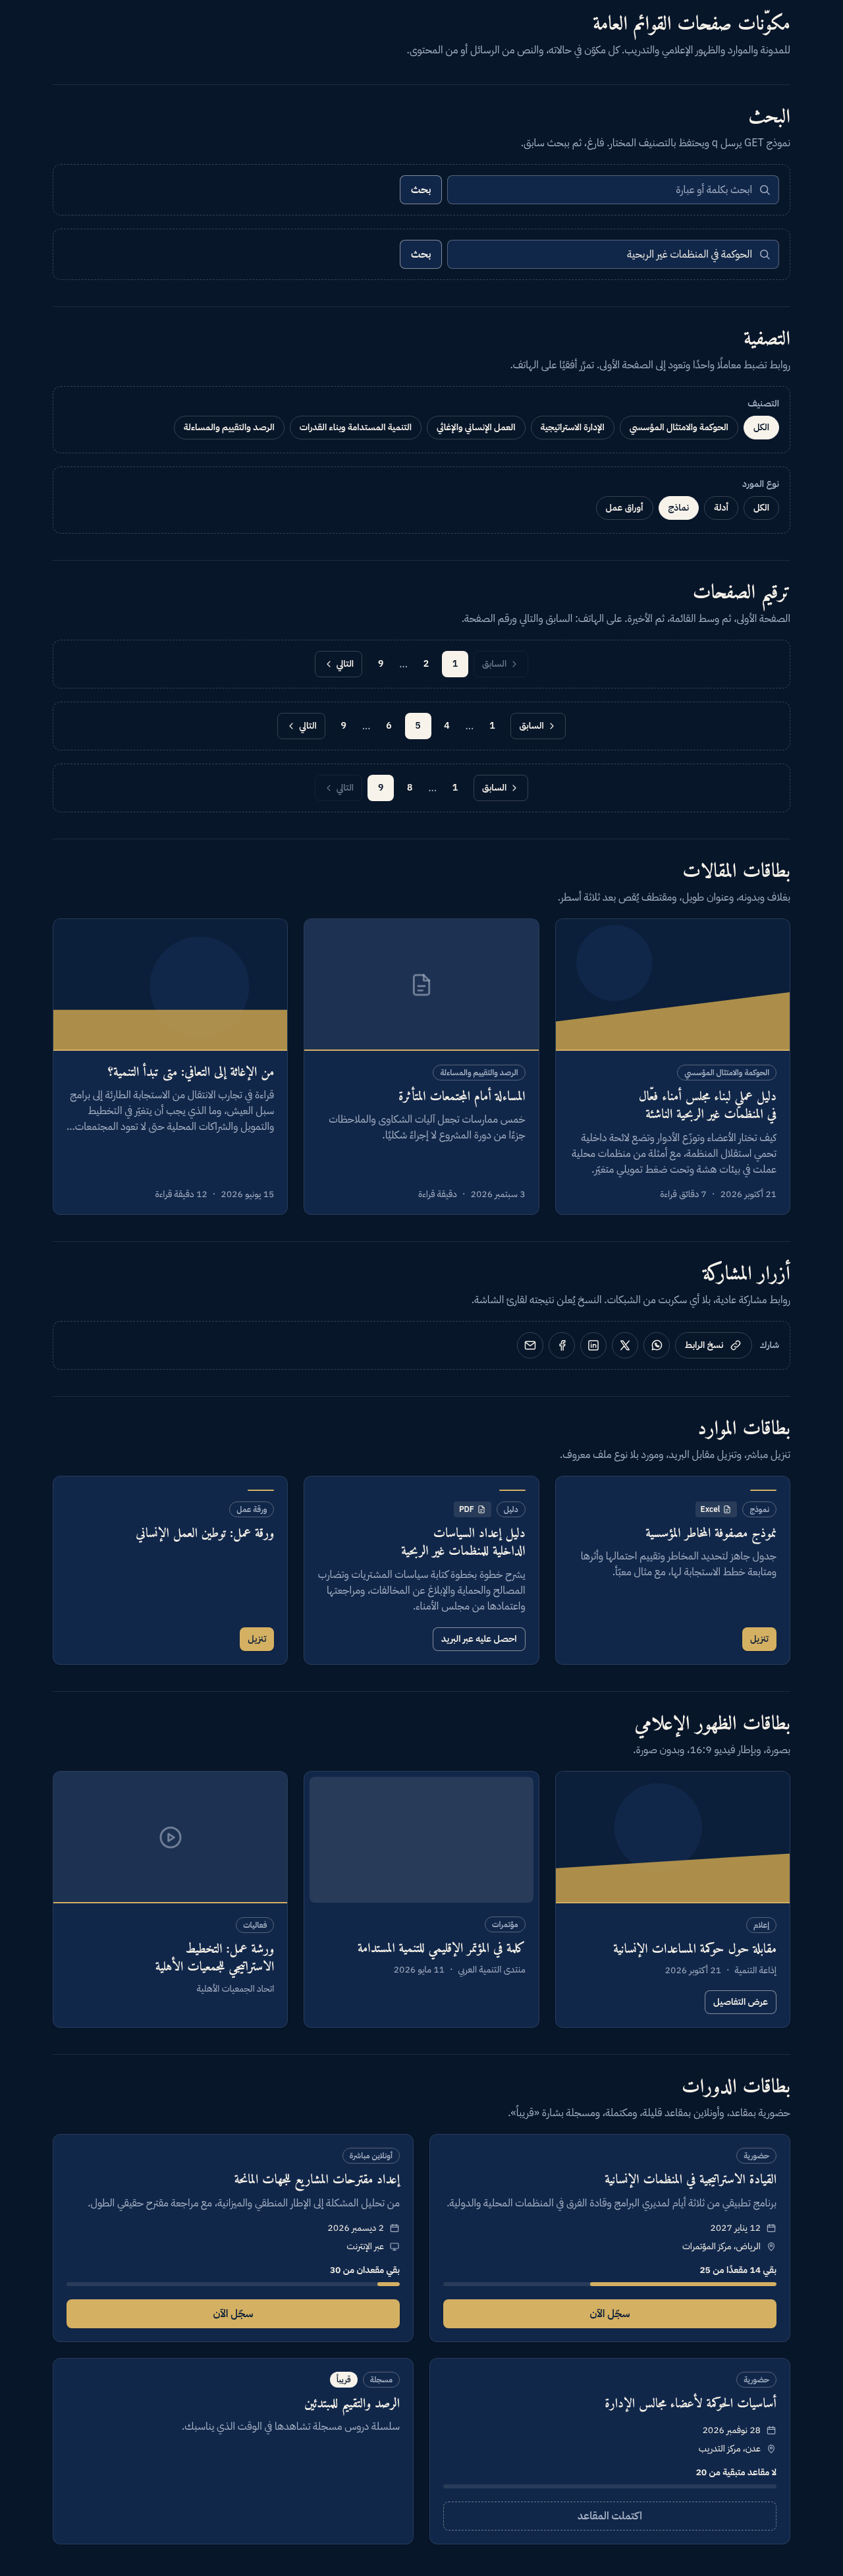 مكوّنات صفحات القوائم العامة
للمدونة والموارد والظهور الإعلامي والتدريب. كل مكوّن في حالاته، والنص من الرسائل أو من المحتوى.
البحث
نموذج GET يرسل q ويحتفظ بالتصنيف المختار. فارغ، ثم ببحث سابق.
ابحث بكلمة أو عبارة
بحث
الحوكمة في المنظمات غير الربحية
بحث
التصفية
روابط تضبط معاملًا واحدًا وتعود إلى الصفحة الأولى. تمرَّر أفقيًا على الهاتف.
التصنيف
الكل الحوكمة والامتثال المؤسسي الإدارة الاستراتيجية العمل الإنساني والإغاثي التنمية المستدامة وبناء القدرات الرصد والتقييم والمساءلة
نوع المورد
الكل أدلة نماذج أوراق عمل
ترقيم الصفحات
الصفحة الأولى، ثم وسط القائمة، ثم الأخيرة. على الهاتف: السابق والتالي ورقم الصفحة.
السابق 1 2 … 9 التالي
السابق 1 … 4 5 6 … 9 التالي
السابق 1 … 8 9 التالي
بطاقات المقالات
بغلاف وبدونه، وعنوان طويل، ومقتطف يُقص بعد ثلاثة أسطر.
الحوكمة والامتثال المؤسسي
دليل عملي لبناء مجلس أمناء فعّال
في المنظمات غير الربحية الناشئة
كيف تختار الأعضاء وتوزّع الأدوار وتضع لائحة داخلية
تحمي استقلال المنظمة، مع أمثلة من منظمات محلية
عملت في بيئات هشة وتحت ضغط تمويلي متغيّر.
21 أكتوبر 2026 · 7 دقائق قراءة
الرصد والتقييم والمساءلة
المساءلة أمام المجتمعات المتأثرة
خمس ممارسات تجعل آليات الشكاوى والملاحظات
جزءًا من دورة المشروع لا إجراءً شكليًا.
3 سبتمبر 2026 · دقيقة قراءة
من الإغاثة إلى التعافي: متى تبدأ التنمية؟
قراءة في تجارب الانتقال من الاستجابة الطارئة إلى برامج
سبل العيش، وما الذي يجب أن يتغيّر في التخطيط
والتمويل والشراكات المحلية حتى لا تعود المجتمعات...
15 يونيو 2026 · 12 دقيقة قراءة
أزرار المشاركة
روابط مشاركة عادية، بلا أي سكربت من الشبكات. النسخ يُعلن نتيجته لقارئ الشاشة.
شارك نسخ الرابط
بطاقات الموارد
تنزيل مباشر، وتنزيل مقابل البريد، ومورد بلا نوع ملف معروف.
نموذج Excel
نموذج مصفوفة المخاطر المؤسسية
جدول جاهز لتحديد المخاطر وتقييم احتمالها وأثرها
ومتابعة خطط الاستجابة لها، مع مثال معبّأ.
تنزيل
دليل PDF
دليل إعداد السياسات
الداخلية للمنظمات غير الربحية
يشرح خطوة بخطوة كتابة سياسات المشتريات وتضارب
المصالح والحماية والإبلاغ عن المخالفات، ومراجعتها
واعتمادها من مجلس الأمناء.
احصل عليه عبر البريد
ورقة عمل
ورقة عمل: توطين العمل الإنساني
تنزيل
بطاقات الظهور الإعلامي
بصورة، وبإطار فيديو 16:9، وبدون صورة.
إعلام
مقابلة حول حوكمة المساعدات الإنسانية
إذاعة التنمية · 21 أكتوبر 2026
عرض التفاصيل
مؤتمرات
كلمة في المؤتمر الإقليمي للتنمية المستدامة
منتدى التنمية العربي · 11 مايو 2026
فعاليات
ورشة عمل: التخطيط
الاستراتيجي للجمعيات الأهلية
اتحاد الجمعيات الأهلية
بطاقات الدورات
حضورية بمقاعد، وأونلاين بمقاعد قليلة، ومكتملة، ومسجلة بشارة «قريباً».
حضورية
القيادة الاستراتيجية في المنظمات الإنسانية
برنامج تطبيقي من ثلاثة أيام لمديري البرامج وقادة الفرق في المنظمات المحلية والدولية.
12 يناير 2027
الرياض، مركز المؤتمرات
بقي 14 مقعدًا من 25
سجّل الآن
أونلاين مباشرة
إعداد مقترحات المشاريع للجهات المانحة
من تحليل المشكلة إلى الإطار المنطقي والميزانية، مع مراجعة مقترح حقيقي الطول.
2 ديسمبر 2026
عبر الإنترنت
بقي مقعدان من 30
سجّل الآن
حضورية
أساسيات الحوكمة لأعضاء مجالس الإدارة
28 نوفمبر 2026
عدن، مركز التدريب
لا مقاعد متبقية من 20
اكتملت المقاعد
مسجلة قريباً
الرصد والتقييم للمبتدئين
سلسلة دروس مسجلة تشاهدها في الوقت الذي يناسبك.